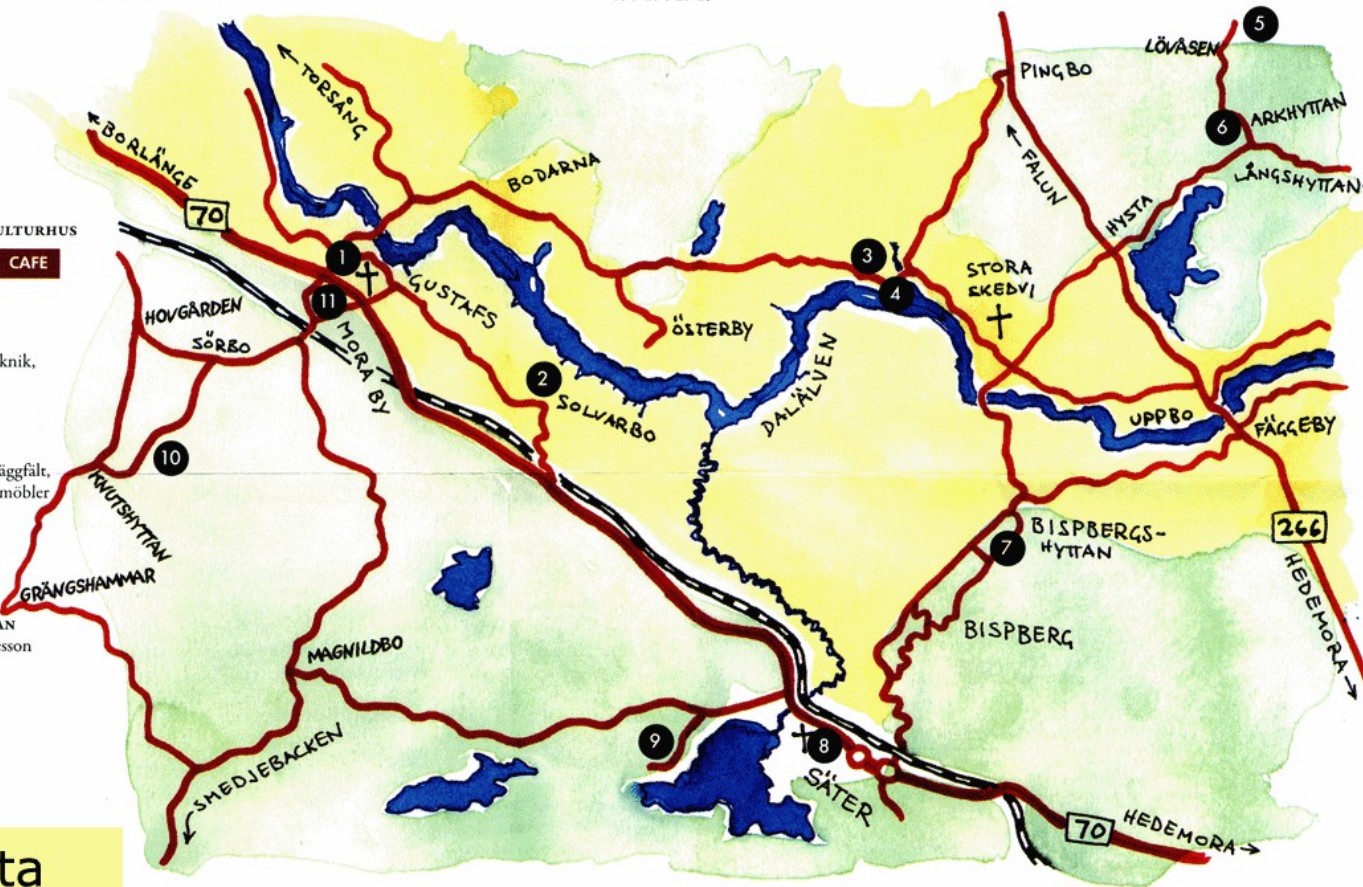 LÖVÅSEN
5
PINGBO
← TORSÅNG
6
ARKHYTTAN
← BORLÄNGE
← FALUN
BODARNA
LÅNGSHYTTAN
70
HYSTA
ULTURHUS
CAFE
1
3
STORA
SKEDVI
GUSTAFS
4
11
HOVGÅRDEN
MORA BY
ÖSTERBY
SÖRBO
knik,
2
SOLVARBO
DALÄLVEN
UPPBO
FÄGGEBY
10
äggfält,
möbler
KNUTSHYTTAN
266
BISPBERGS-
HYTTAN
7
HEDEMORA →
GRÄNGSHAMMAR
AN
sson
BISPBERG
MAGNILDBO
9
8
← SMEDJEBACKEN
SÄTER
70
HEDEMORA →
ta